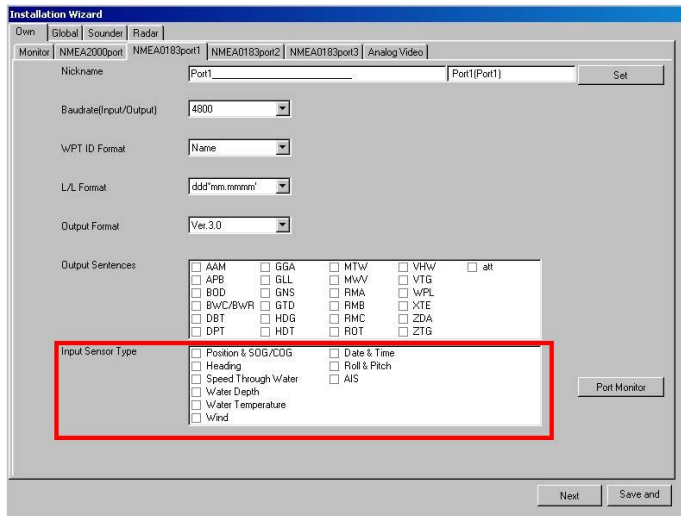 Installation Wizard
Own Global Sounder Radar
Monitor NMEA2000port NMEA0183port1 NMEA0183port2 NMEA0183port3 Analog Video
Nickname Port1 Port1(Port1) Set
Baudrate(Input/Output) 4800
WPT ID Format Name
L/L Format ddd°mm.mmmm'
Output Format Ver.3.0
Output Sentences AAM GGA MTW VHW att
APB GLL MWV VTG
BOD GNS RMA WPL
BWC/BWR GTD RMB XTE
DBT HDG RMC ZDA
DPT HDT ROT ZTG
Input Sensor Type Position & SOG/COG Date & Time
Heading Roll & Pitch
Speed Through Water AIS
Water Depth
Water Temperature
Wind
Port Monitor
Next Save and